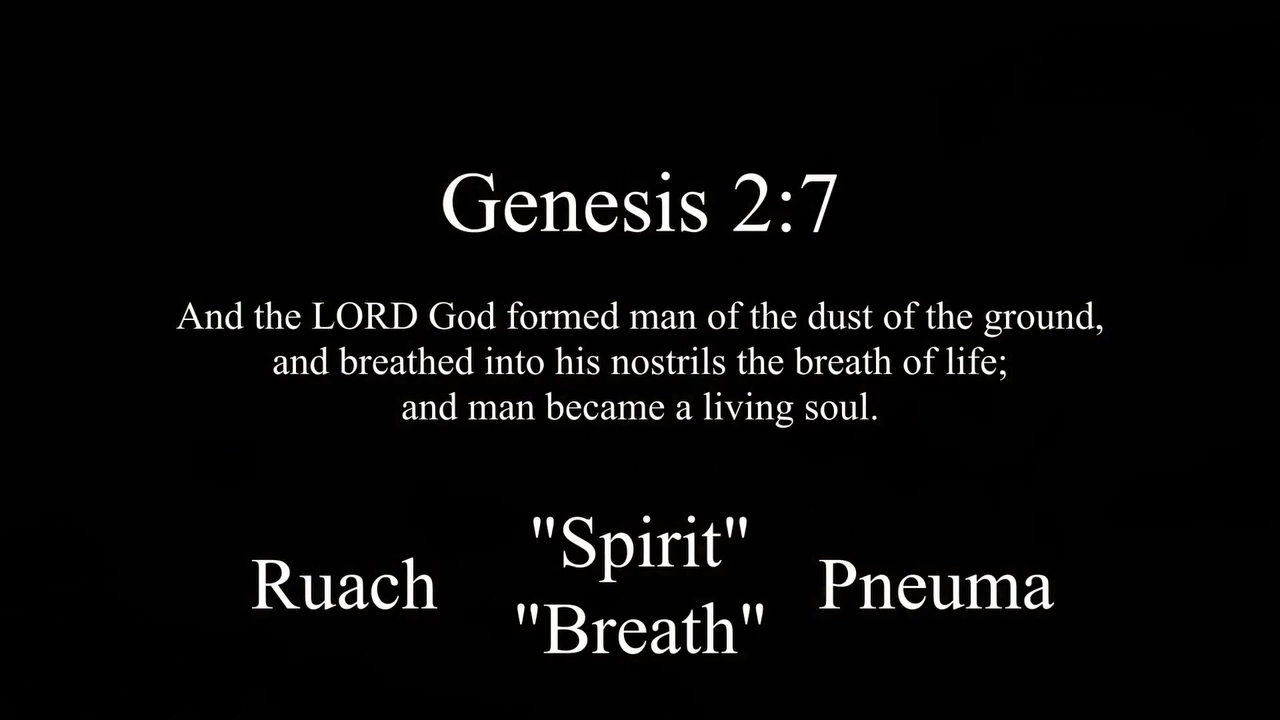 Genesis 2:7
And the LORD God formed man of the dust of the ground,
and breathed into his nostrils the breath of life;
and man became a living soul.
Ruach
"Spirit"
"Breath"
Pneuma